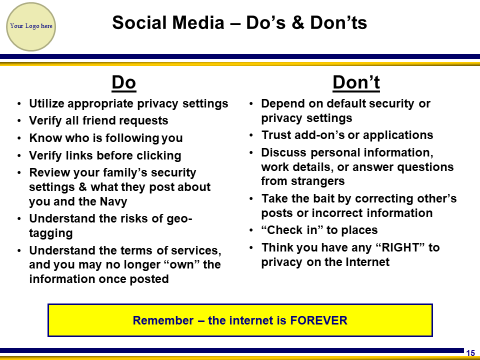 Your Logo here
Social Media – Do’s & Don’ts
Do
• Utilize appropriate privacy settings
• Verify all friend requests
• Know who is following you
• Verify links before clicking
• Review your family’s security
settings & what they post about
you and the Navy
• Understand the risks of geo-
tagging
• Understand the terms of services,
and you may no longer “own” the
information once posted
Don’t
• Depend on default security or
privacy settings
• Trust add-on’s or applications
• Discuss personal information,
work details, or answer questions
from strangers
• Take the bait by correcting other’s
posts or incorrect information
• “Check in” to places
• Think you have any “RIGHT” to
privacy on the Internet
Remember – the internet is FOREVER
15